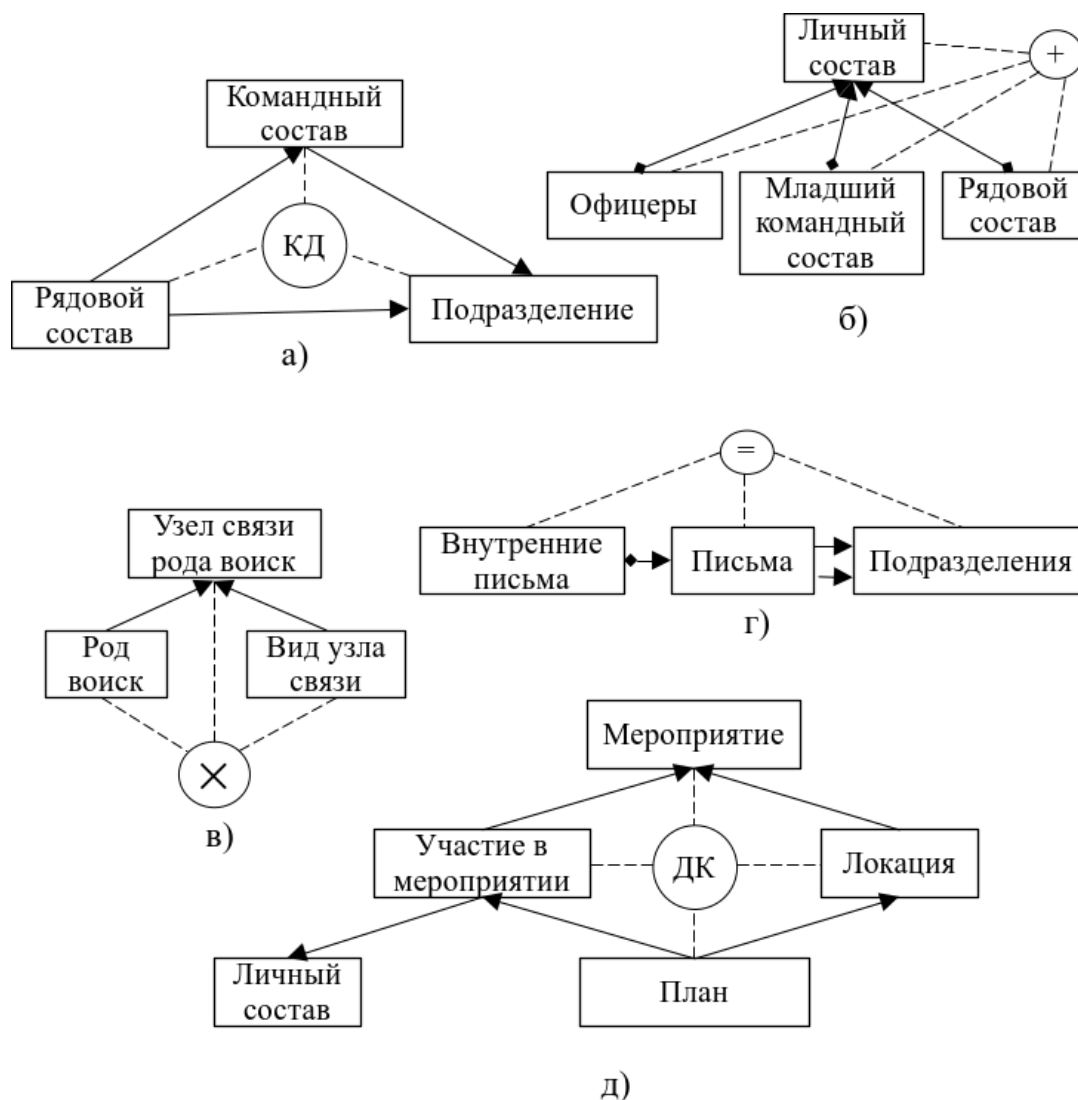 Командный
состав
КД
Рядовой
состав
Подразделение
а)
Личный
состав
+
Офицеры
Младший
командный
состав
Рядовой
состав
б)
Узел связи
рода воиск
Род
воиск
Вид узла
связи
×
в)
=
Внутренние
письма
Письма
Подразделения
г)
Мероприятие
Участие в
мероприятии
ДК
Локация
Личный
состав
План
д)